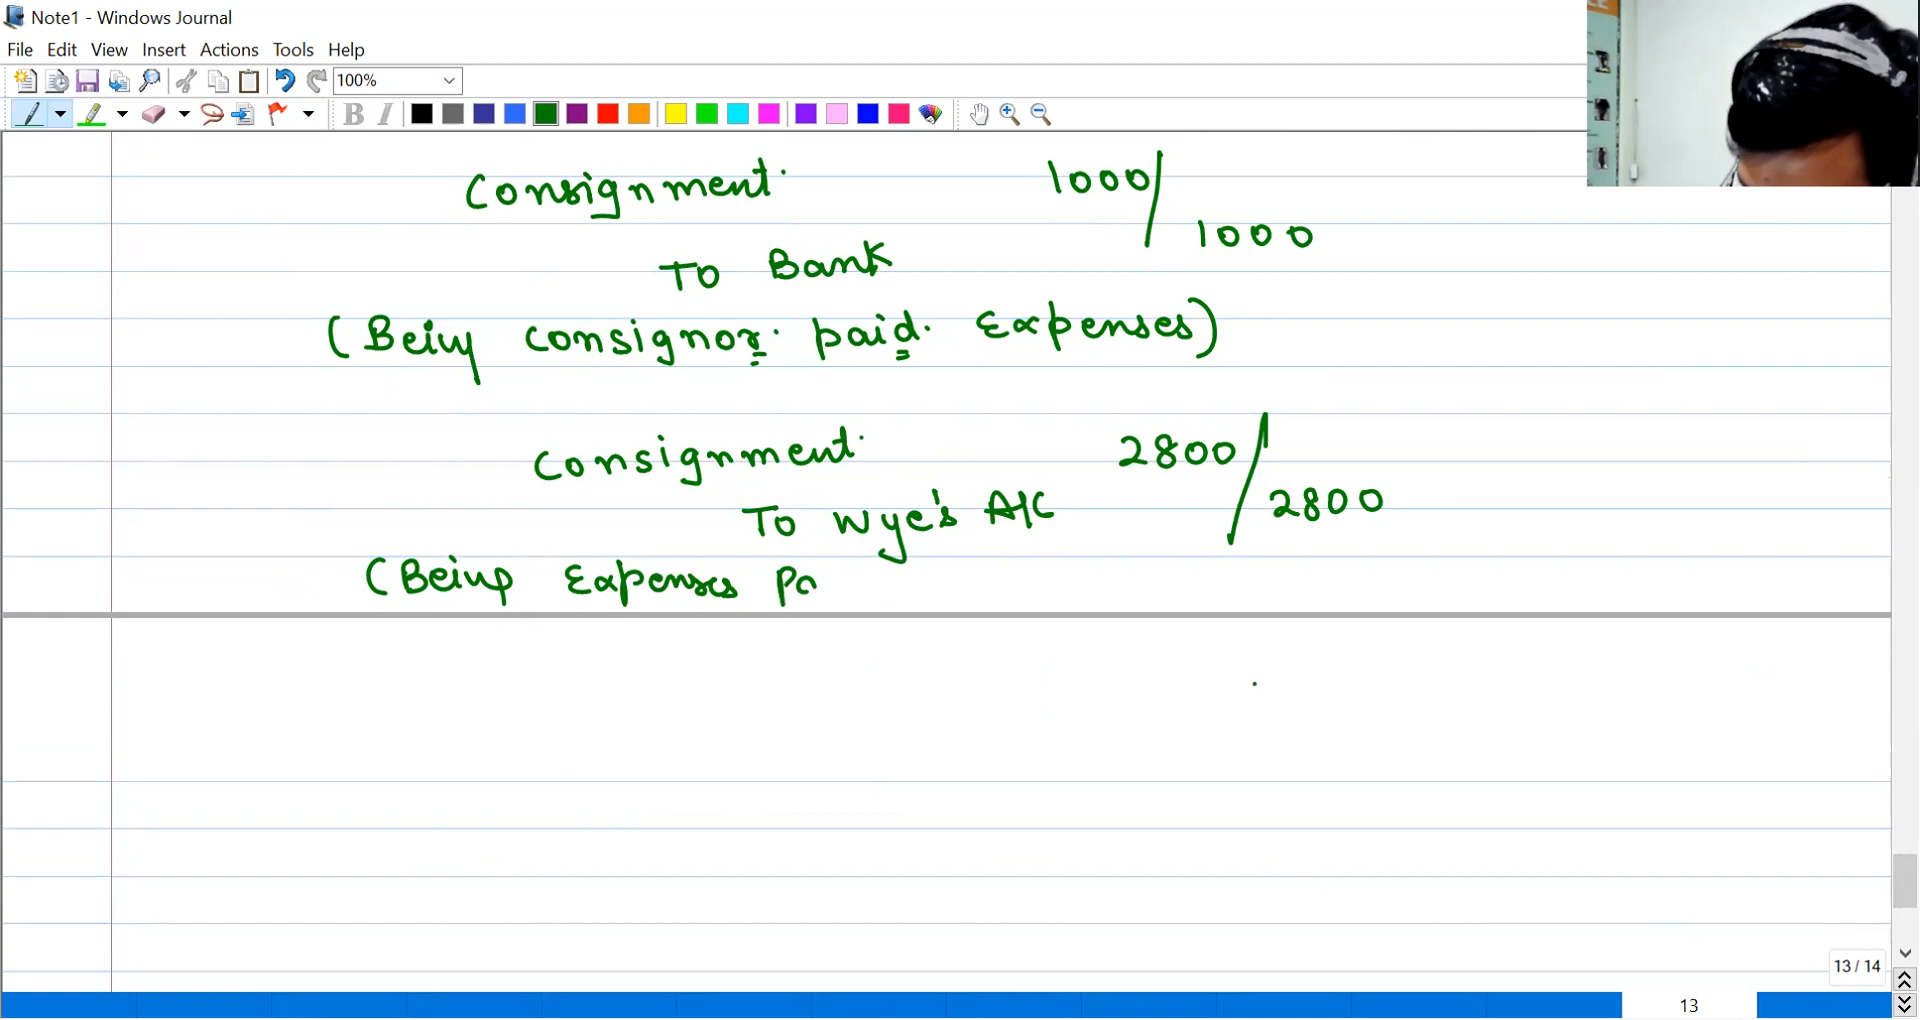 Note1 - Windows Journal
File Edit View Insert Actions Tools Help
100%
B I
Consignment 1000
To Bank 1000
(Being consignor paid Expenses)
Consignment 2800
To Wye's A/C 2800
(Being Expenses Pa
13 / 14
13